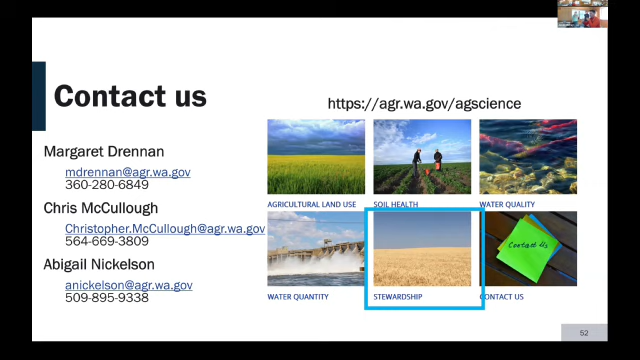 Contact us
Margaret Drennan
mdrennan@agr.wa.gov
360-280-6849
Chris McCullough
Christopher.McCullough@agr.wa.gov
564-669-3809
Abigail Nickelson
anickelson@agr.wa.gov
509-895-9338
https://agr.wa.gov/agscience
AGRICULTURAL LAND USE
SOIL HEALTH
WATER QUALITY
Contact Us
WATER QUANTITY
STEWARDSHIP
CONTACT US
52